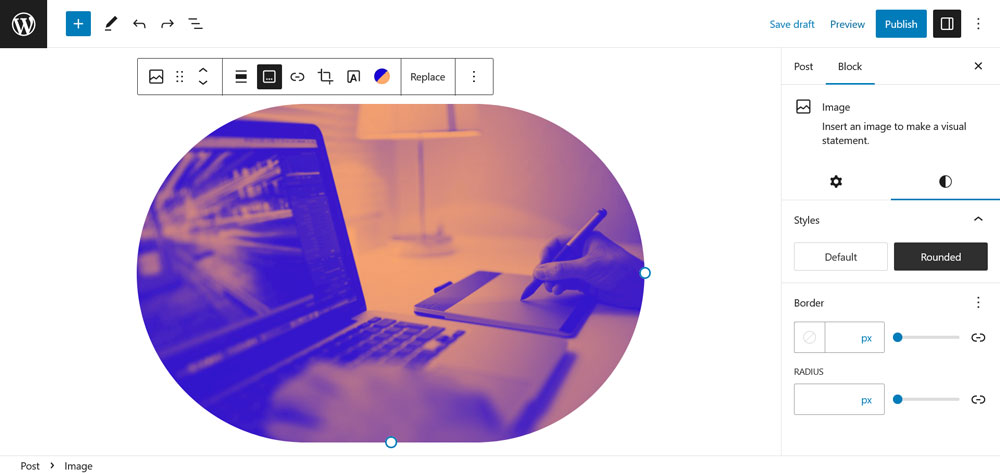 Save draft
Preview
Publish
Replace
Post
Block
Image
Insert an image to make a visual
statement.
Styles
Default
Rounded
Border
px
RADIUS
px
Post
Image